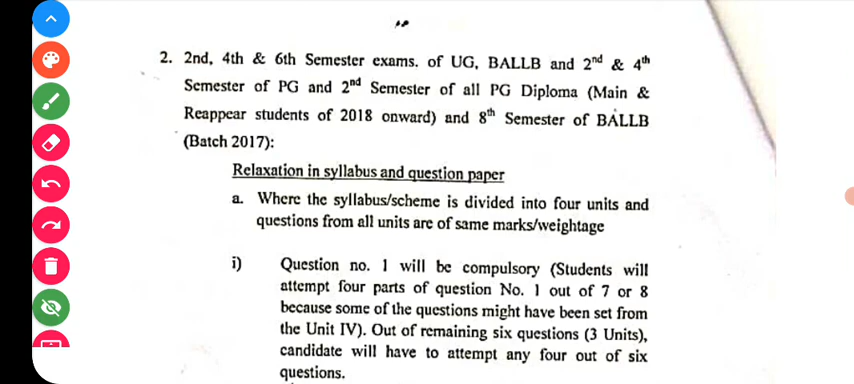 2. 2nd, 4th & 6th Semester exams. of UG, BALLB and 2nd & 4th
Semester of PG and 2nd Semester of all PG Diploma (Main &
Reappear students of 2018 onward) and 8th Semester of BALLB
(Batch 2017):
Relaxation in syllabus and question paper
a. Where the syllabus/scheme is divided into four units and
questions from all units are of same marks/weightage
i) Question no. 1 will be compulsory (Students will
attempt four parts of question No. 1 out of 7 or 8
because some of the questions might have been set from
the Unit IV). Out of remaining six questions (3 Units),
candidate will have to attempt any four out of six
questions.